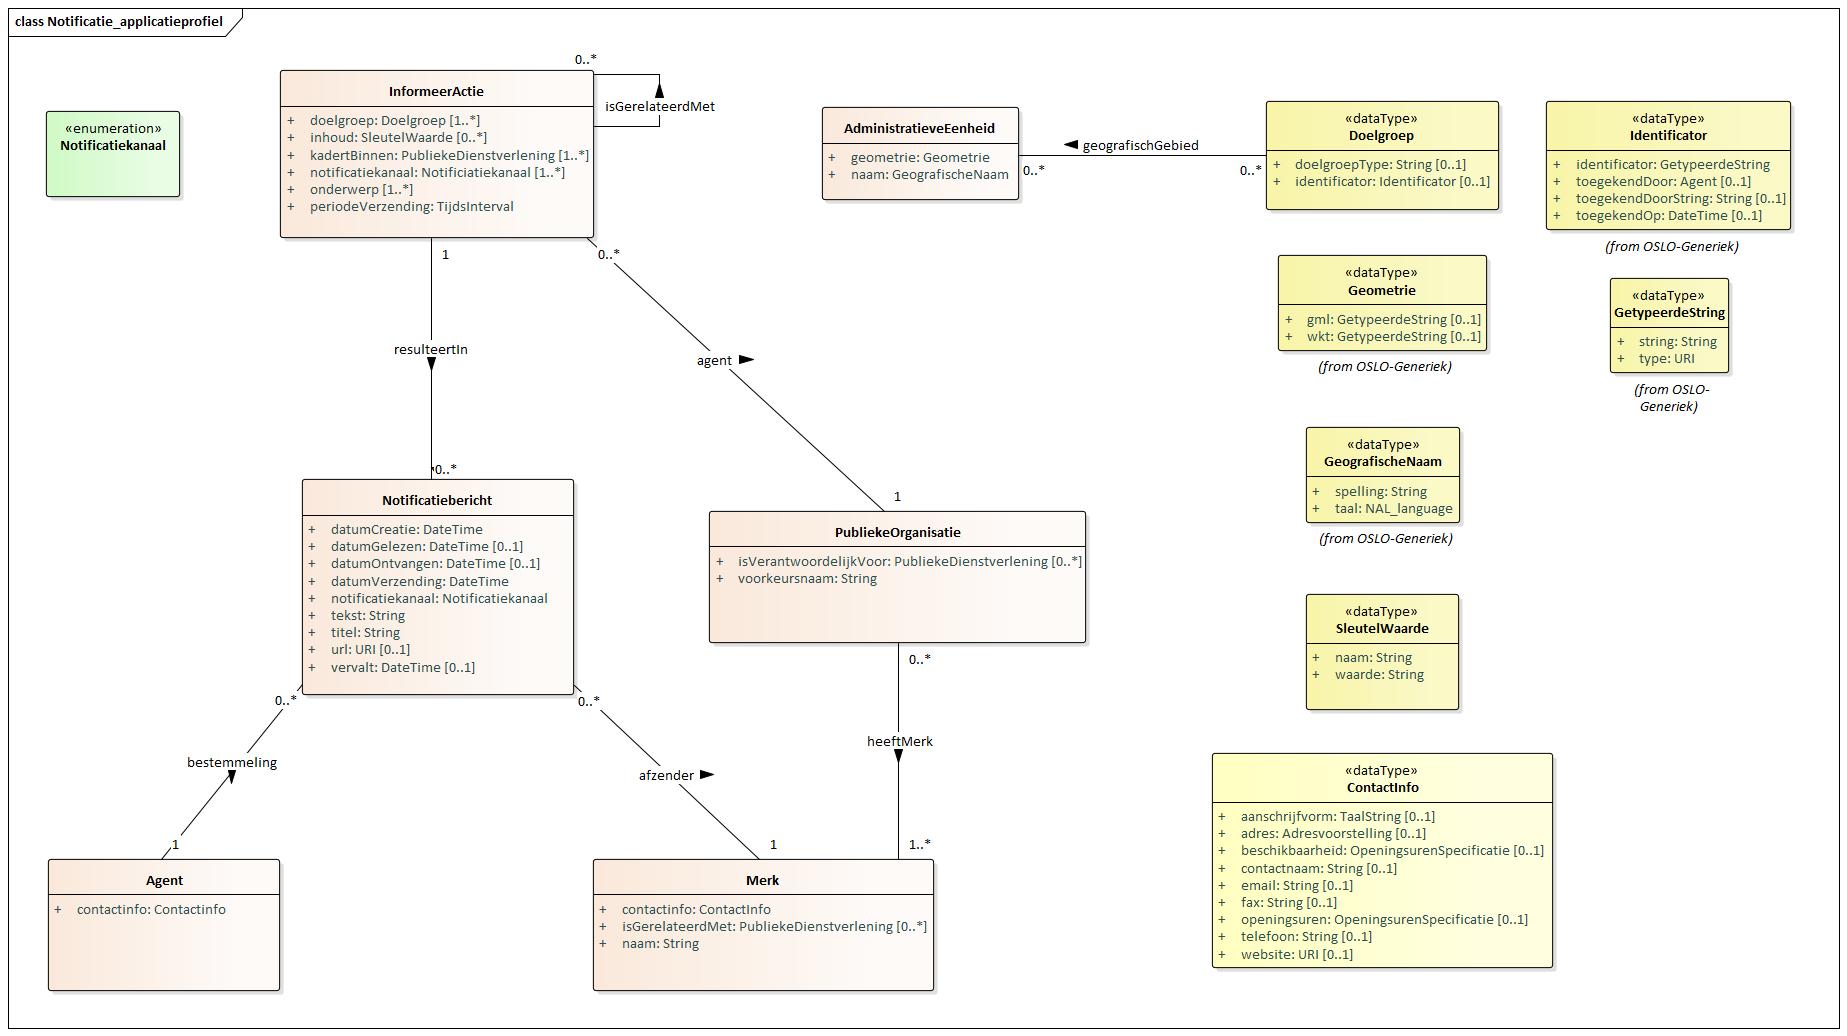 class Notificatie_applicatieprofiel
«enumeration»
Notificatiekanaal
InformeerActie
+ doelgroep: Doelgroep [1..*]
+ inhoud: SleutelWaarde [0..*]
+ kadertBinnen: PubliekeDienstverlening [1..*]
+ notificatiekanaal: Notificiatiekanaal [1..*]
+ onderwerp [1..*]
+ periodeVerzending: TijdsInterval
0..*
isGerelateerdMet
AdministratieveEenheid
+ geometrie: Geometrie
+ naam: GeografischeNaam
geografischGebied
0..*
0..*
«dataType»
Doelgroep
+ doelgroepType: String [0..1]
+ identificator: Identificator [0..1]
«dataType»
Identificator
+ identificator: GetypeerdeString
+ toegekendDoor: Agent [0..1]
+ toegekendDoorString: String [0..1]
+ toegekendOp: DateTime [0..1]
(from OSLO-Generiek)
1
0..*
resulteertIn
0..*
agent
1
«dataType»
Geometrie
+ gml: GetypeerdeString [0..1]
+ wkt: GetypeerdeString [0..1]
(from OSLO-Generiek)
«dataType»
GetypeerdeString
+ string: String
+ type: URI
(from OSLO-
Generiek)
«dataType»
GeografischeNaam
+ spelling: String
+ taal: NAL_language
(from OSLO-Generiek)
Notificatiebericht
+ datumCreatie: DateTime
+ datumGelezen: DateTime [0..1]
+ datumOntvangen: DateTime [0..1]
+ datumVerzending: DateTime
+ notificatiekanaal: Notificatiekanaal
+ tekst: String
+ titel: String
+ url: URI [0..1]
+ vervalt: DateTime [0..1]
PubliekeOrganisatie
+ isVerantwoordelijkVoor: PubliekeDienstverlening [0..*]
+ voorkeursnaam: String
«dataType»
SleutelWaarde
+ naam: String
+ waarde: String
0..*
bestemmeling
1
0..*
afzender
1
0..*
heeftMerk
1..*
Agent
+ contactinfo: Contactinfo
Merk
+ contactinfo: ContactInfo
+ isGerelateerdMet: PubliekeDienstverlening [0..*]
+ naam: String
«dataType»
ContactInfo
+ aanschrijfvorm: TaalString [0..1]
+ adres: Adresvoorstelling [0..1]
+ beschikbaarheid: OpeningsurenSpecificatie [0..1]
+ contactnaam: String [0..1]
+ email: String [0..1]
+ fax: String [0..1]
+ openingsuren: OpeningsurenSpecificatie [0..1]
+ telefoon: String [0..1]
+ website: URI [0..1]